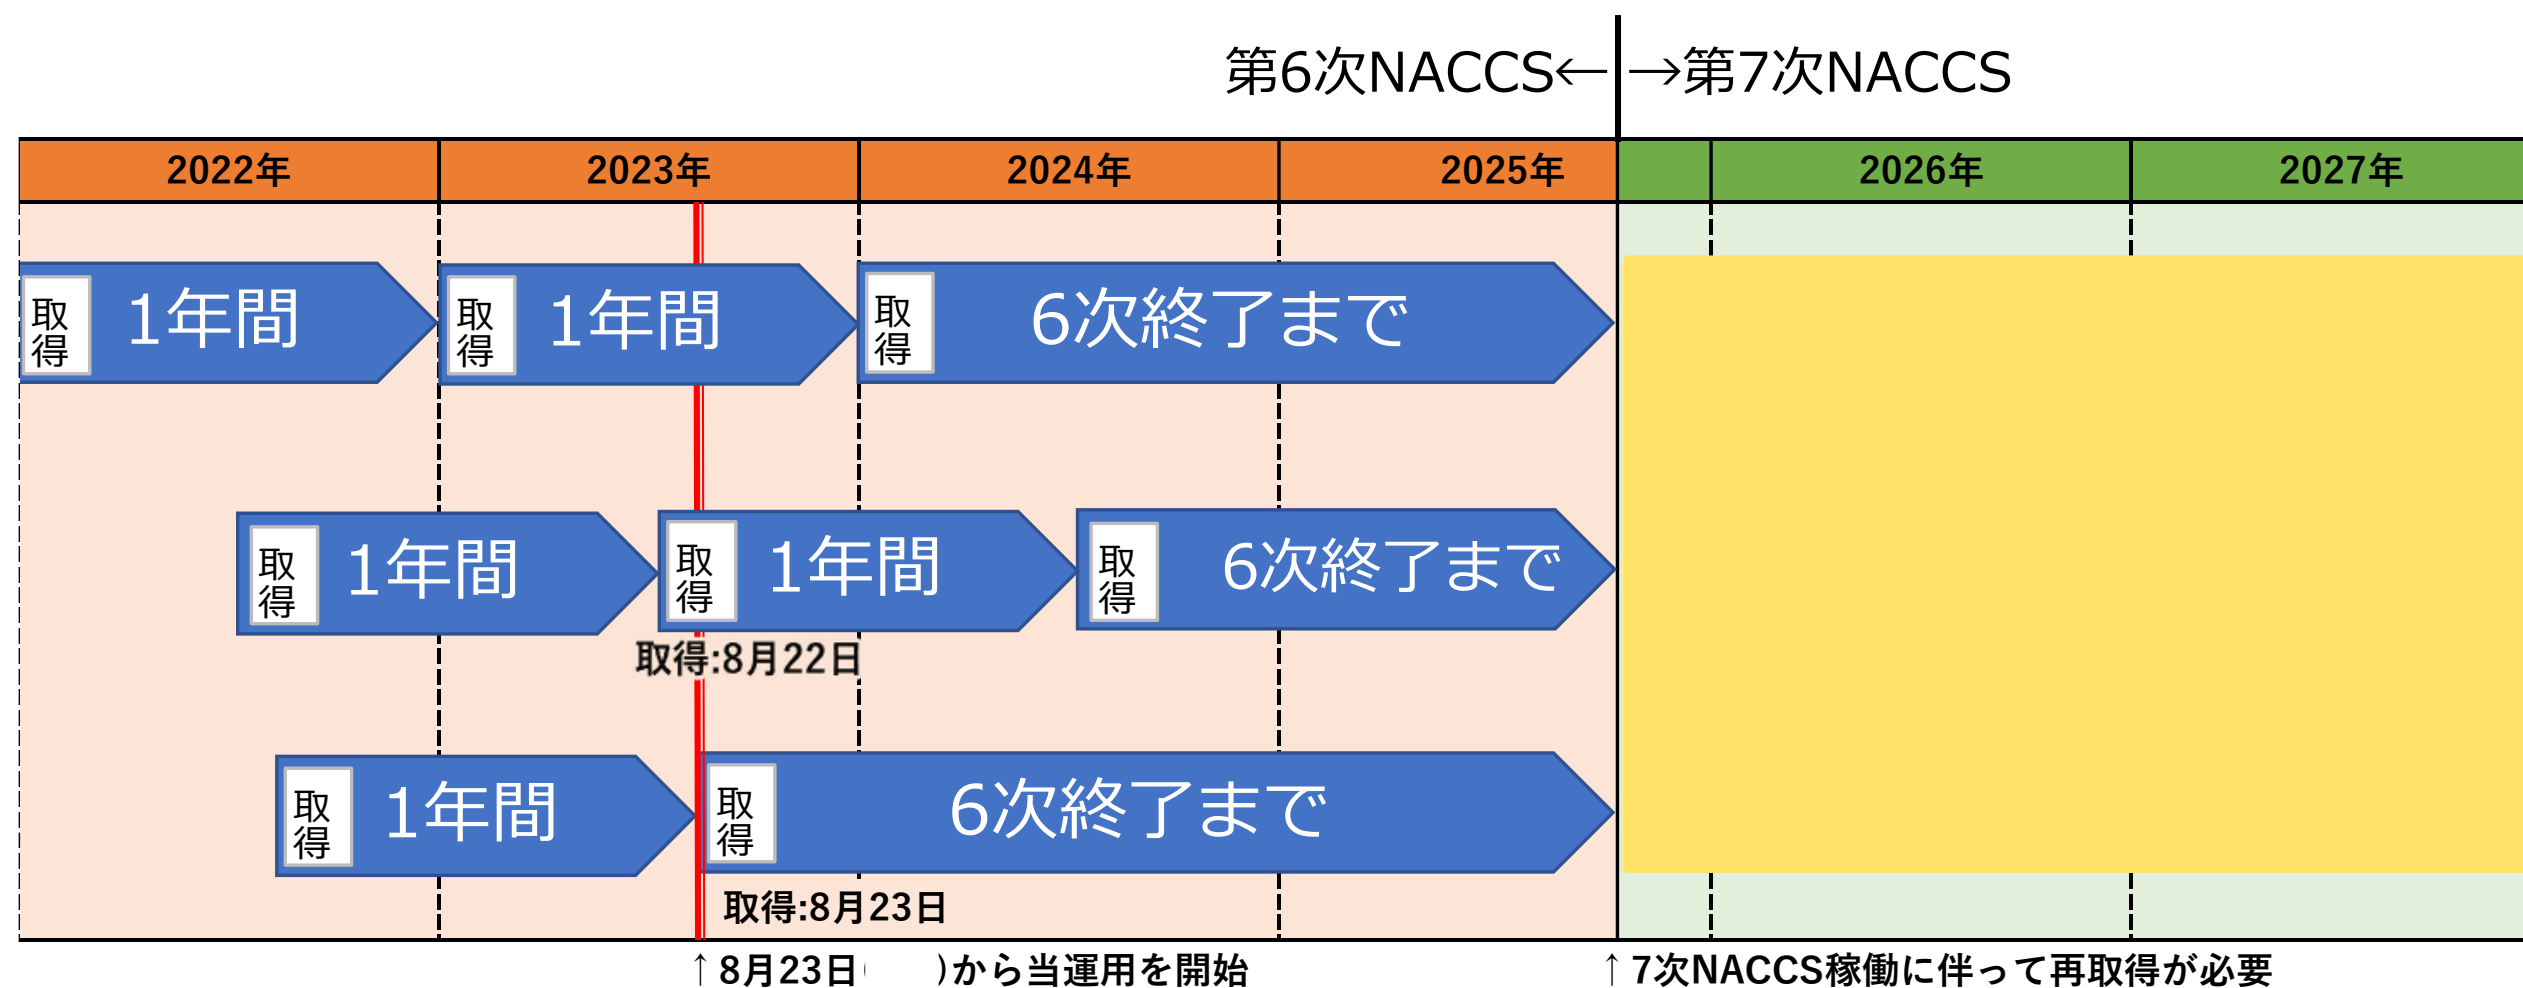 第6次NACCS← →第7次NACCS
2022年 2023年 2024年 2025年 2026年 2027年
取得 1年間 取得 1年間 取得 6次終了まで
取得 1年間 取得 1年間 取得 6次終了まで
取得:8月22日
取得 1年間 取得 6次終了まで
取得:8月23日
↑8月23日( )から当運用を開始 ↑7次NACCS稼働に伴って再取得が必要